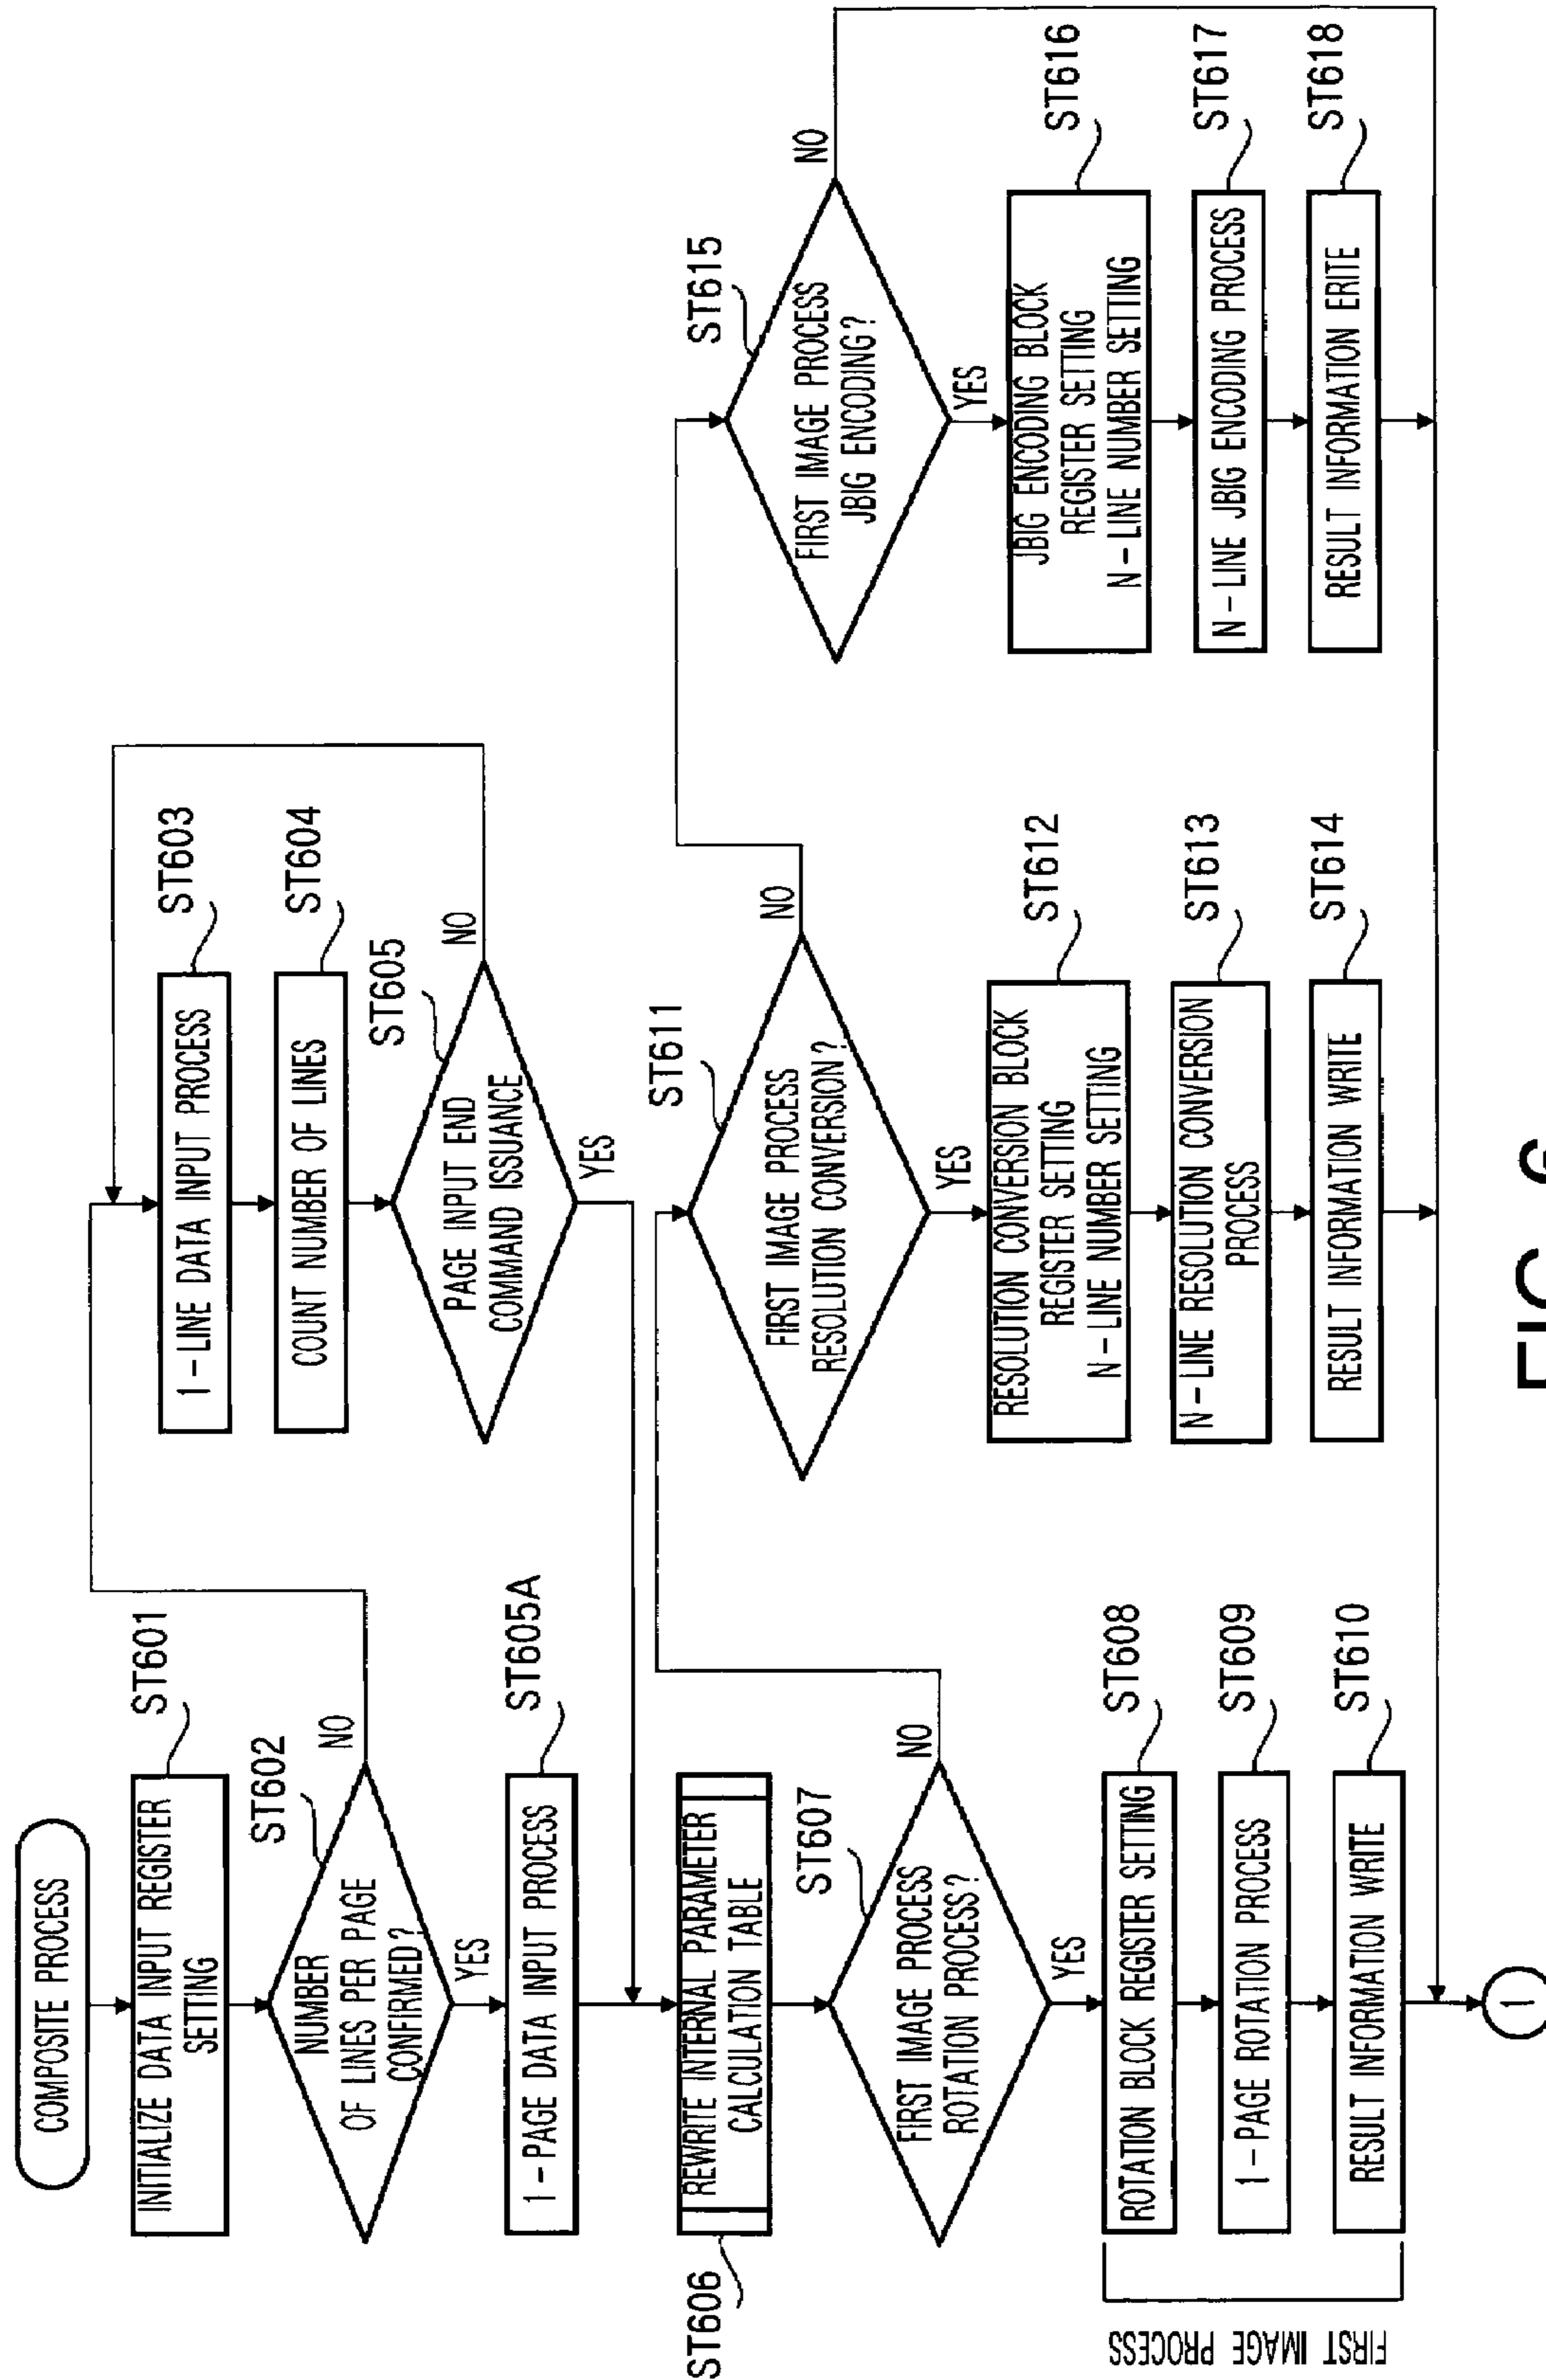 COMPOSITE PROCESS
INITIALIZE DATA INPUT REGISTER
SETTING
ST601
NUMBER
OF LINES PER PAGE
CONFIRMED?
ST602
NO
YES
1-PAGE DATA INPUT PROCESS
ST605A
1-LINE DATA INPUT PROCESS
ST603
COUNT NUMBER OF LINES
ST604
PAGE INPUT END
COMMAND ISSUANCE
ST605
NO
YES
REWRITE INTERNAL PARAMETER
CALCULATION TABLE
ST606
FIRST IMAGE PROCESS
ROTATION PROCESS?
ST607
NO
YES
ROTATION BLOCK REGISTER SETTING
ST608
1-PAGE ROTATION PROCESS
ST609
RESULT INFORMATION WRITE
ST610
FIRST IMAGE PROCESS
FIRST IMAGE PROCESS
RESOLUTION CONVERSION?
ST611
NO
YES
RESOLUTION CONVERSION BLOCK
REGISTER SETTING
N-LINE NUMBER SETTING
ST612
N-LINE RESOLUTION CONVERSION
PROCESS
ST613
RESULT INFORMATION WRITE
ST614
FIRST IMAGE PROCESS
JBIG ENCODING?
ST615
NO
YES
JBIG ENCODING BLOCK
REGISTER SETTING
N-LINE NUMBER SETTING
ST616
N-LINE JBIG ENCODING PROCESS
ST617
RESULT INFORMATION ERITE
ST618
1